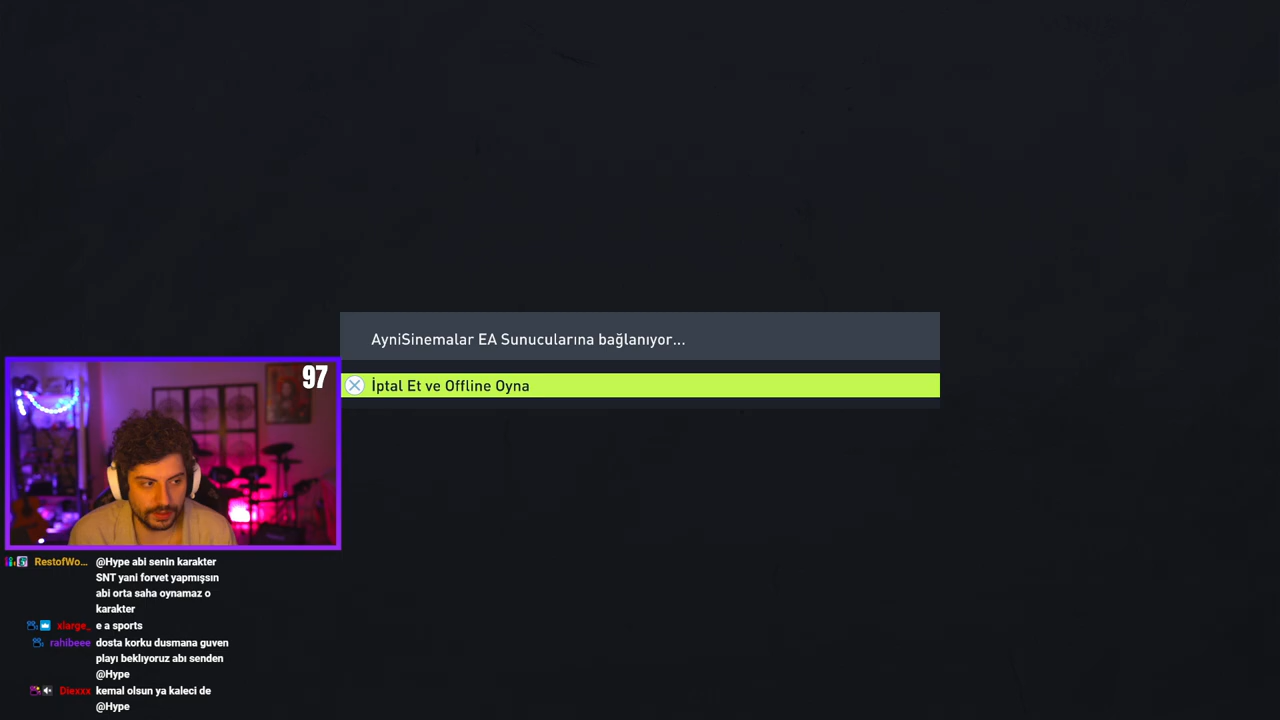 AyniSinemalar EA Sunucularına bağlanıyor...
İptal Et ve Offline Oyna
97
RestofWo... @Hype abi senin karakter
SNT yani forvet yapmışsın
abi orta saha oynamaz o
karakter
xlarge_ e a sports
rahibeee dosta korku dusmana guven
playı beklıyoruz abı senden
@Hype
Diexxx kemal olsun ya kaleci de
@Hype